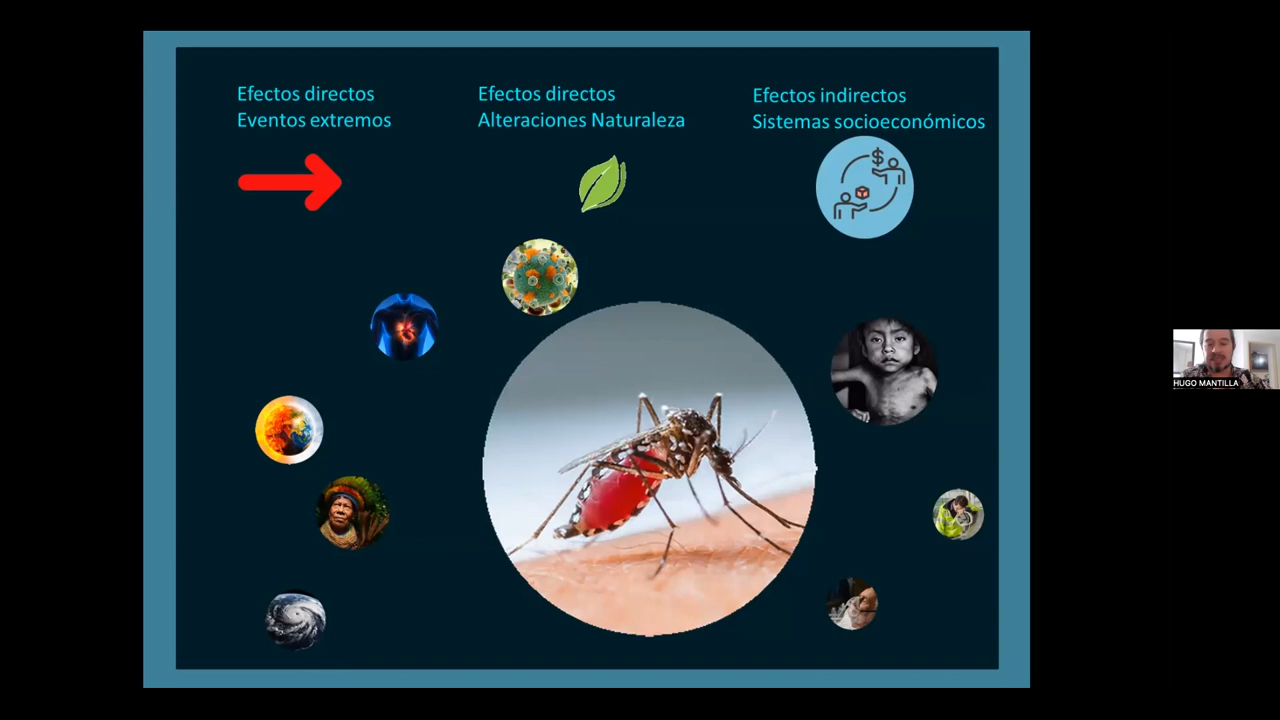 Efectos directos
Eventos extremos
Efectos directos
Alteraciones Naturaleza
Efectos indirectos
Sistemas socioeconómicos
$
HUGO MANTILLA